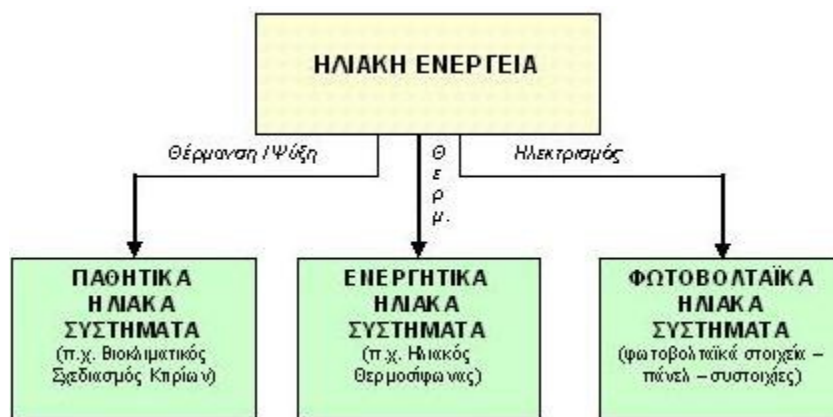 ΗΛΙΑΚΗ ΕΝΕΡΓΕΙΑ
Θέρμανση / Ψύξη
Θ
ε
ρ
μ.
Ηλεκτρισμός
ΠΑΘΗΤΙΚΑ
ΗΛΙΑΚΑ
ΣΥΣΤΗΜΑΤΑ
(π.χ. Βιοκλιματικός
Σχεδιασμός Κτιρίων)
ΕΝΕΡΓΗΤΙΚΑ
ΗΛΙΑΚΑ
ΣΥΣΤΗΜΑΤΑ
(π.χ. Ηλιακός
Θερμοσίφωνας)
ΦΩΤΟΒΟΛΤΑΪΚΑ
ΗΛΙΑΚΑ
ΣΥΣΤΗΜΑΤΑ
(φωτοβολταϊκά στοιχεία –
πάνελ – συστοιχίες)